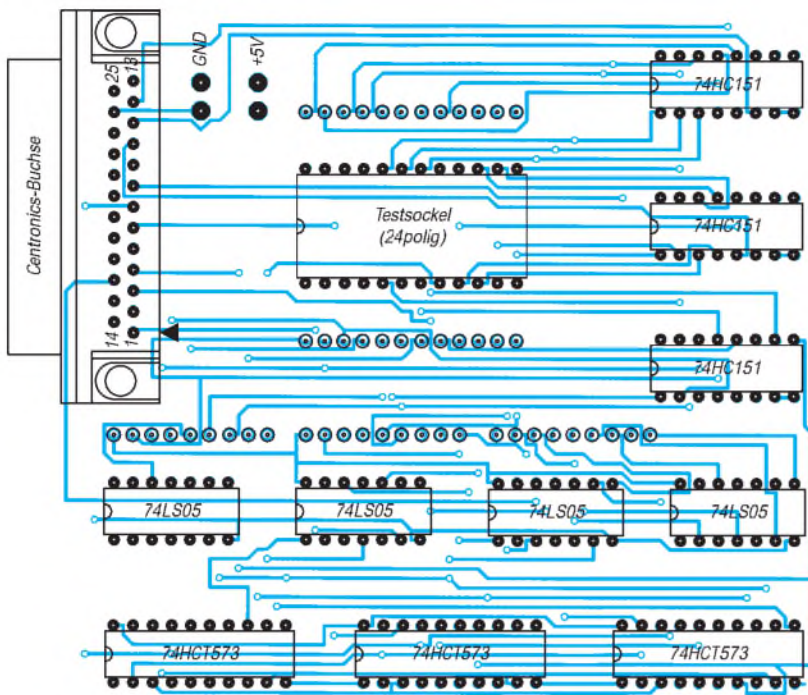 Centronics-Buchse
25
13
14
1
GND
+5V
74HC151
Testsockel
(24polig)
74HC151
74HC151
74LS05
74LS05
74LS05
74LS05
74HCT573
74HCT573
74HCT573